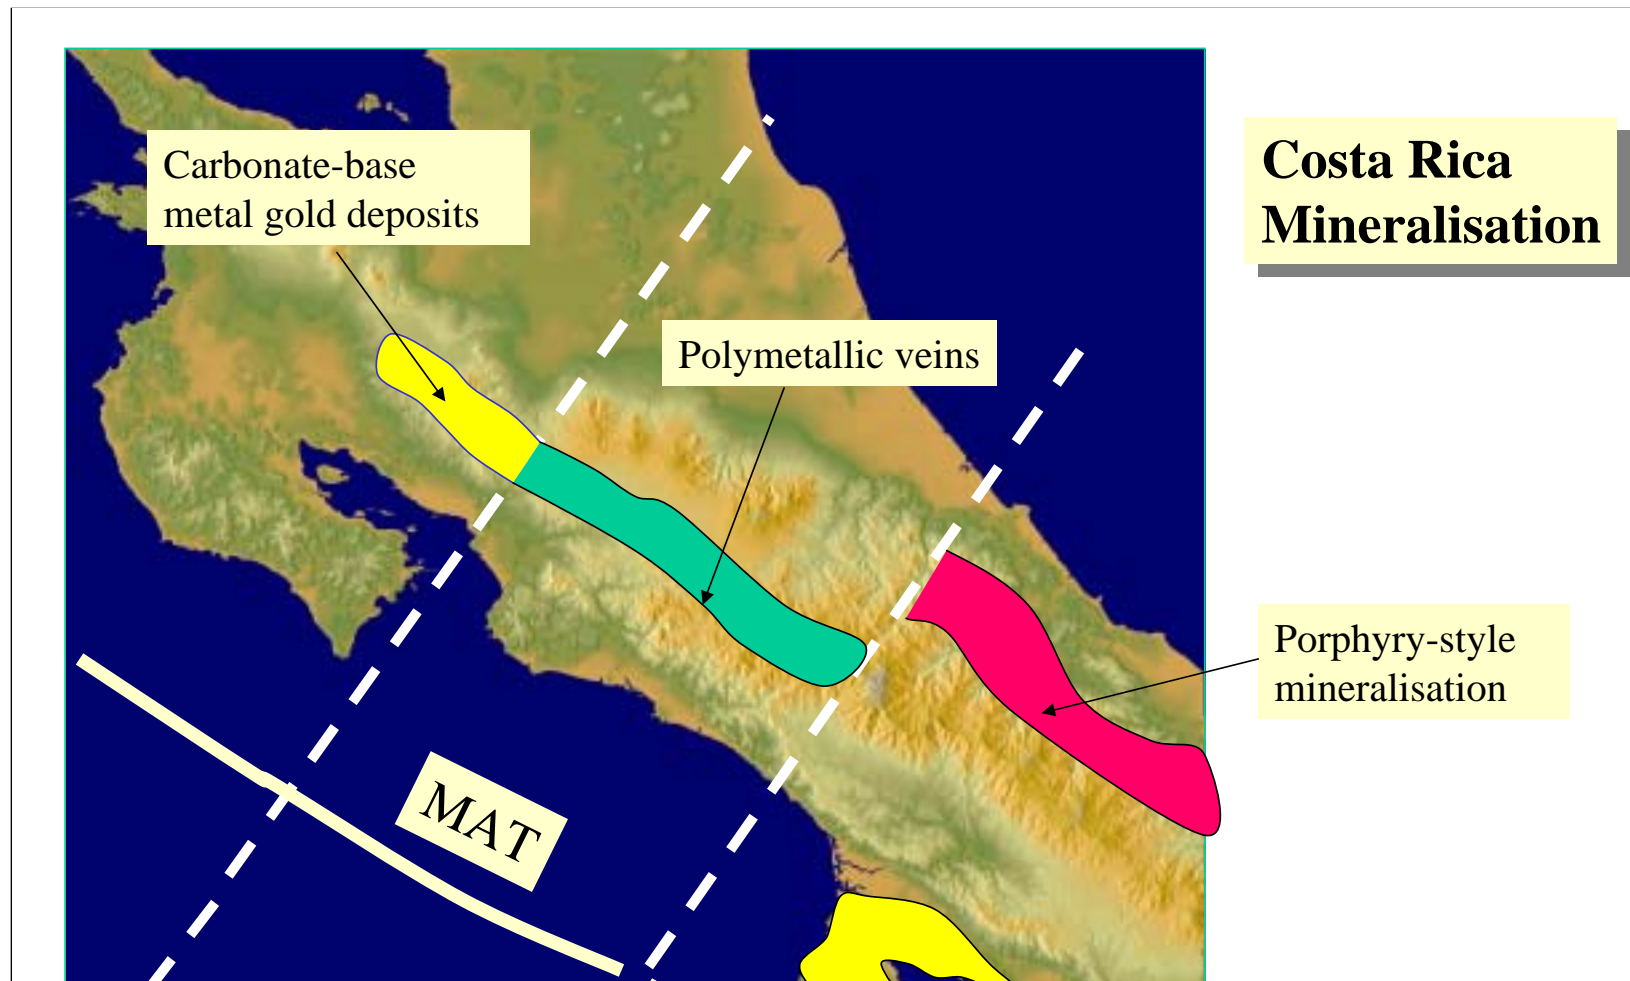 Costa Rica
Mineralisation
Carbonate-base
metal gold deposits
Polymetallic veins
Porphyry-style
mineralisation
MAT